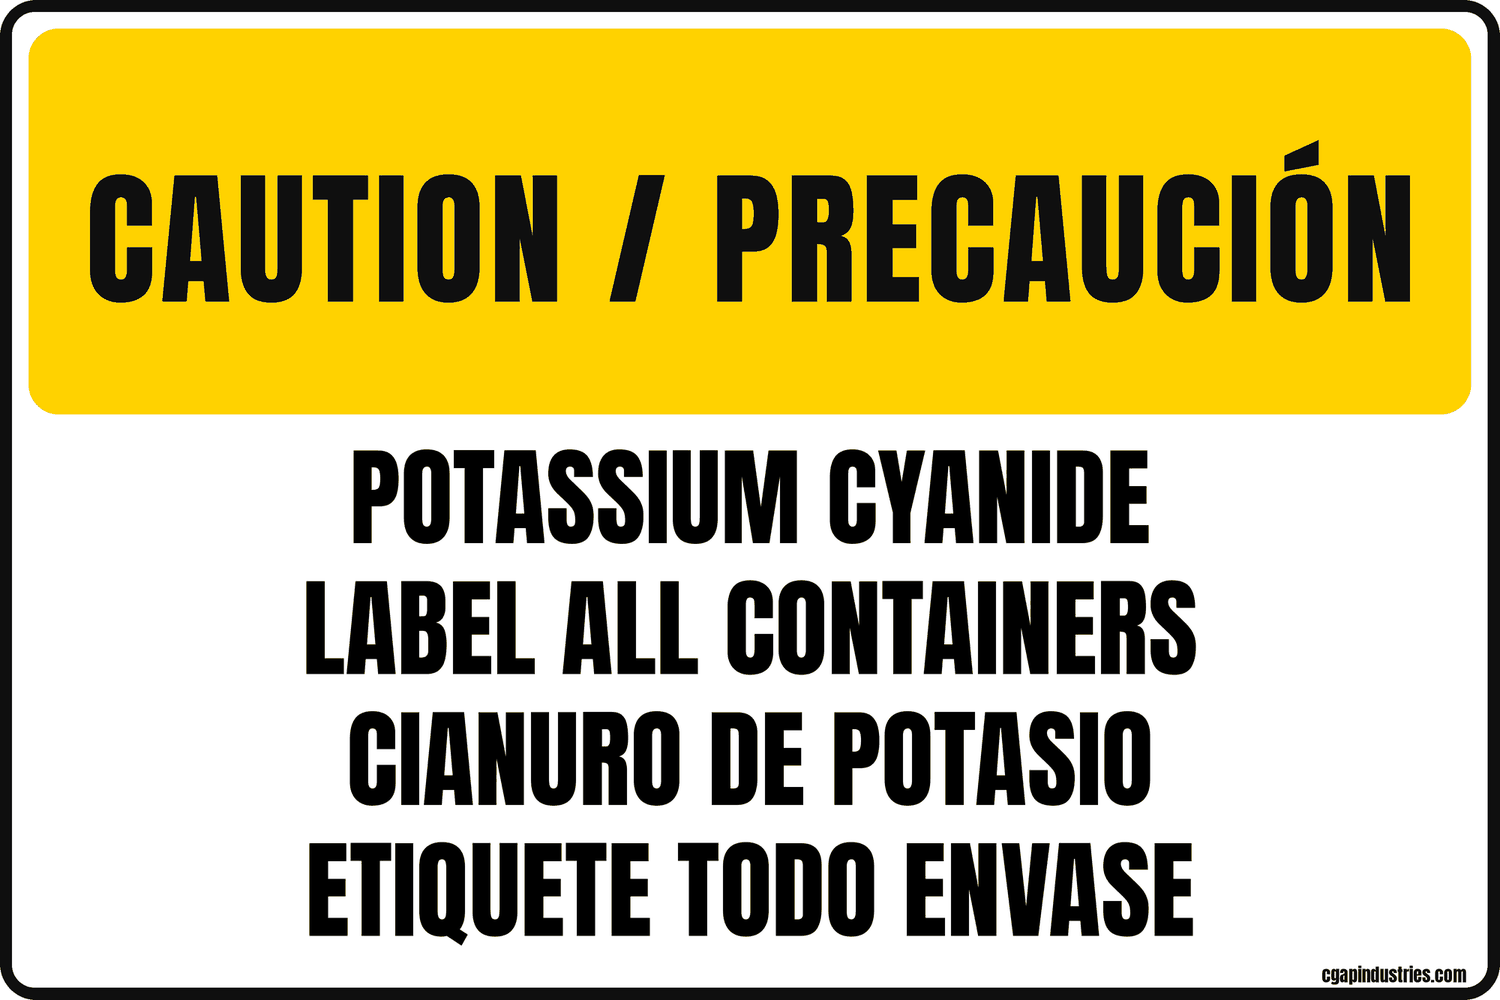 CAUTION / PRECAUCIÓN
POTASSIUM CYANIDE
LABEL ALL CONTAINERS
CIANURO DE POTASIO
ETIQUETE TODO ENVASE
cgapindustries.com